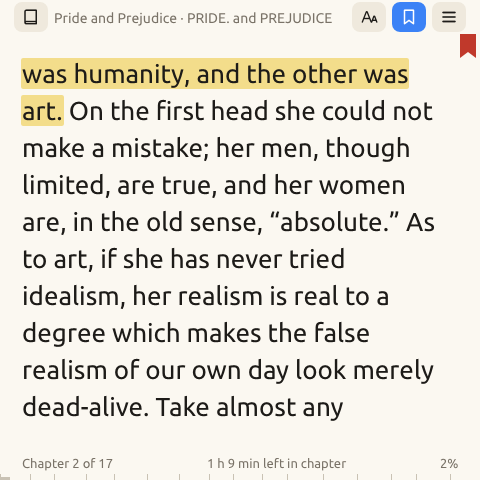 Pride and Prejudice · PRIDE. and PREJUDICE
AA
was humanity, and the other was
art. On the first head she could not
make a mistake; her men, though
limited, are true, and her women
are, in the old sense, “absolute.” As
to art, if she has never tried
idealism, her realism is real to a
degree which makes the false
realism of our own day look merely
dead-alive. Take almost any
Chapter 2 of 17
1 h 9 min left in chapter
2%